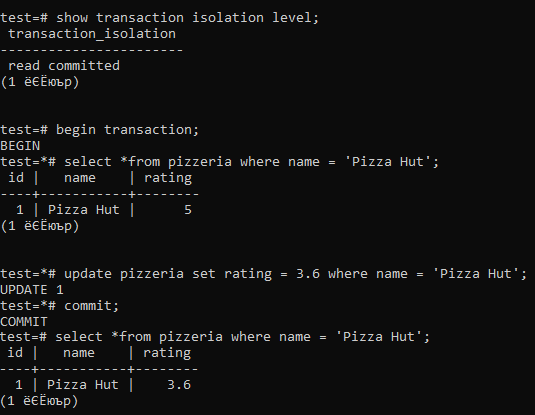 test=# show transaction isolation level;
 transaction_isolation
-----------------------
 read committed
(1 ёЄЁюър)
test=# begin transaction;
BEGIN
test=*# select *from pizzeria where name = 'Pizza Hut';
 id |   name    | rating
----+-----------+--------
  1 | Pizza Hut |      5
(1 ёЄЁюър)
test=*# update pizzeria set rating = 3.6 where name = 'Pizza Hut';
UPDATE 1
test=*# commit;
COMMIT
test=# select *from pizzeria where name = 'Pizza Hut';
 id |   name    | rating
----+-----------+--------
  1 | Pizza Hut |    3.6
(1 ёЄЁюър)